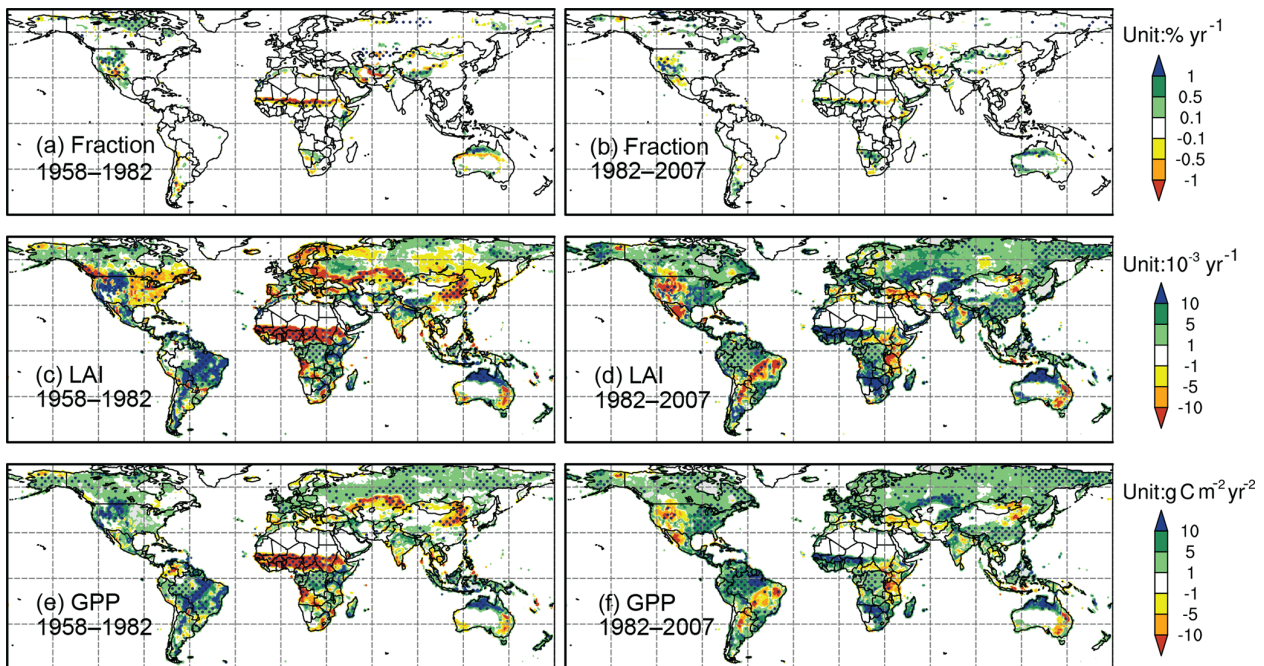 (a) Fraction
1958–1982
(b) Fraction
1982–2007
Unit:% yr⁻¹
1
0.5
0.1
-0.1
-0.5
-1
(c) LAI
1958–1982
(d) LAI
1982–2007
Unit:10⁻³ yr⁻¹
10
5
1
-1
-5
-10
(e) GPP
1958–1982
(f) GPP
1982–2007
Unit:g C m⁻² yr⁻²
10
5
1
-1
-5
-10